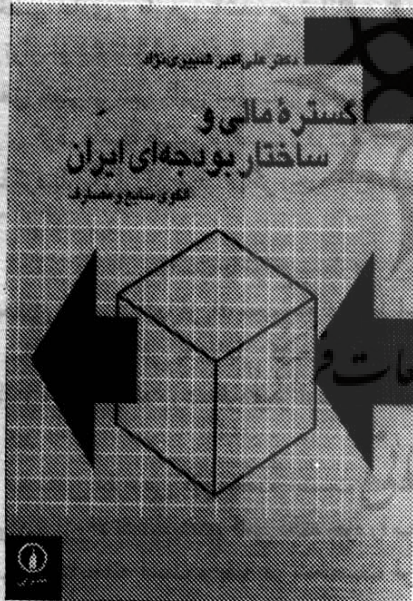 دکتر علی اکبر شبیری‌نژاد
گسترهٔ مالی و
ساختار بودجه‌ای ایران
الگوی منابع و مصارف